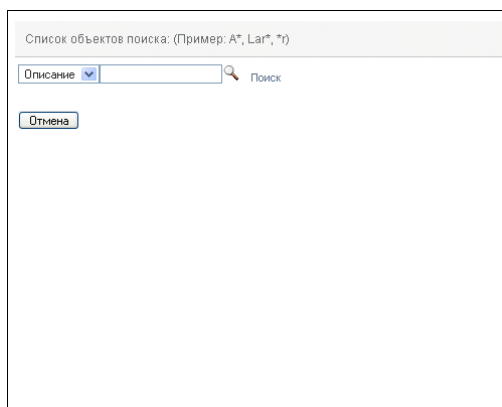 Список объектов поиска: (Пример: A*, Lar*, *r)
Описание Поиск
Отмена